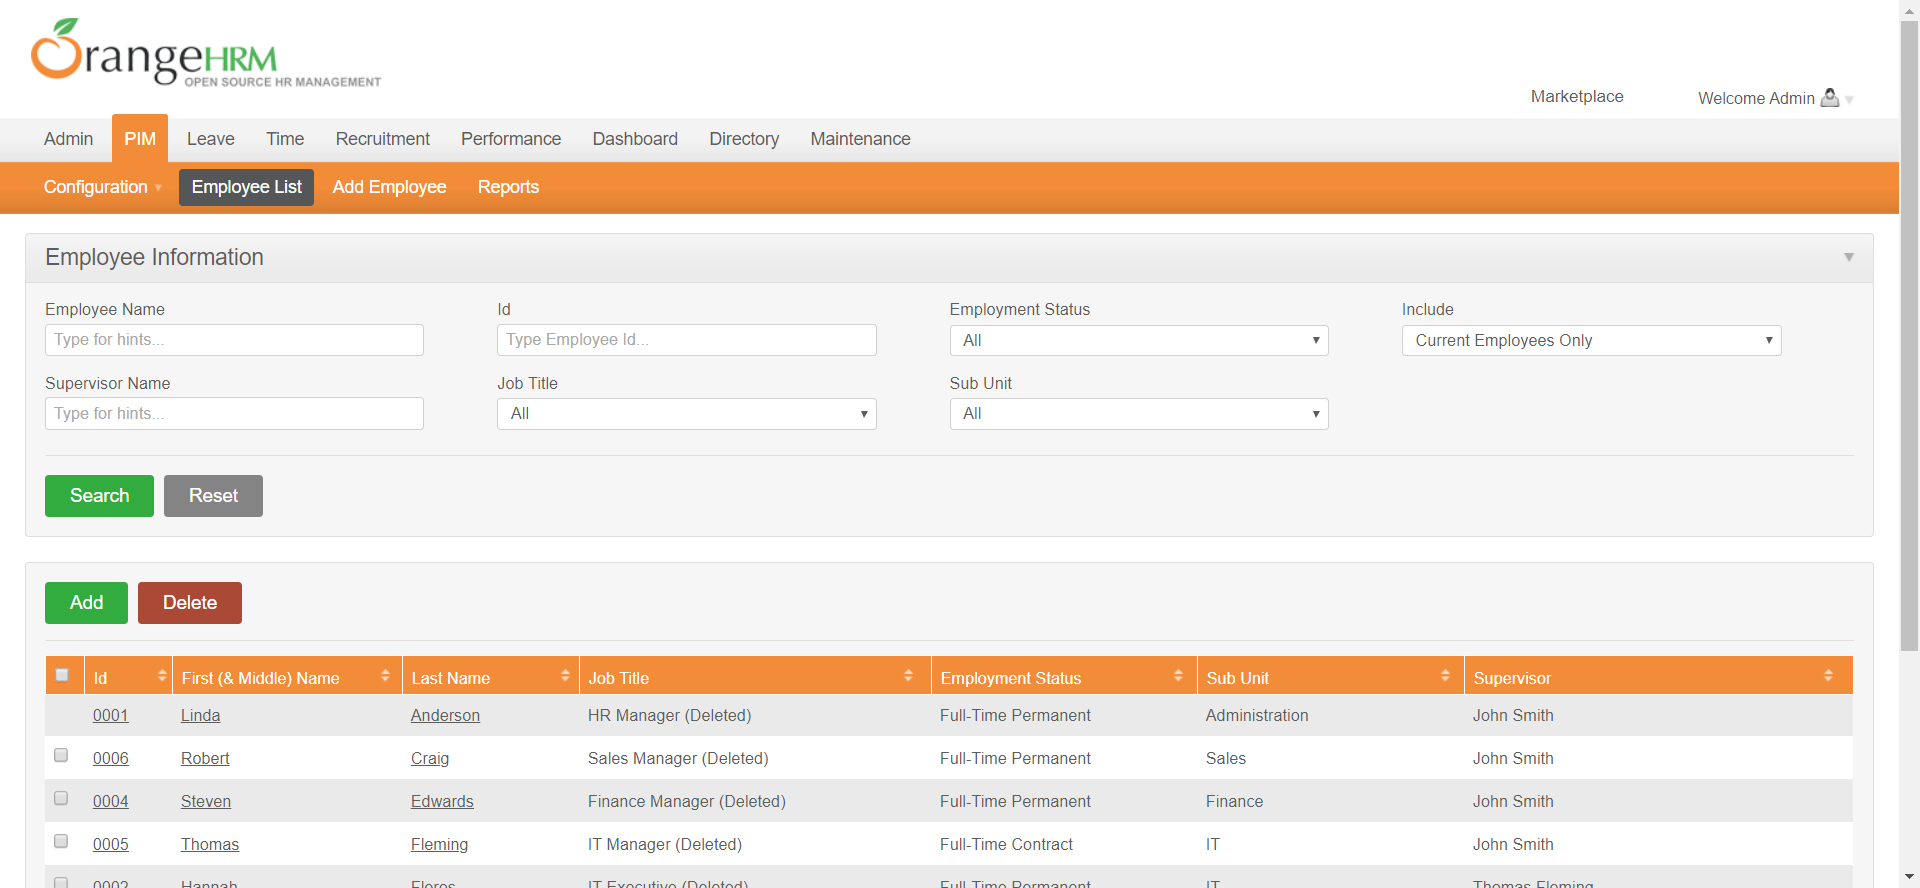 OrangeHRM
OPEN SOURCE HR MANAGEMENT
Marketplace
Welcome Admin
Admin PIM Leave Time Recruitment Performance Dashboard Directory Maintenance
Configuration Employee List Add Employee Reports
Employee Information
Employee Name Id Employment Status Include
Type for hints... Type Employee Id... All Current Employees Only
Supervisor Name Job Title Sub Unit
Type for hints... All All
Search Reset
Add Delete
Id First (& Middle) Name Last Name Job Title Employment Status Sub Unit Supervisor
0001 Linda Anderson HR Manager (Deleted) Full-Time Permanent Administration John Smith
0006 Robert Craig Sales Manager (Deleted) Full-Time Permanent Sales John Smith
0004 Steven Edwards Finance Manager (Deleted) Full-Time Permanent Finance John Smith
0005 Thomas Fleming IT Manager (Deleted) Full-Time Contract IT John Smith
0002 Hannah Flores IT Executive (Deleted) Full-Time Permanent IT Thomas Fleming